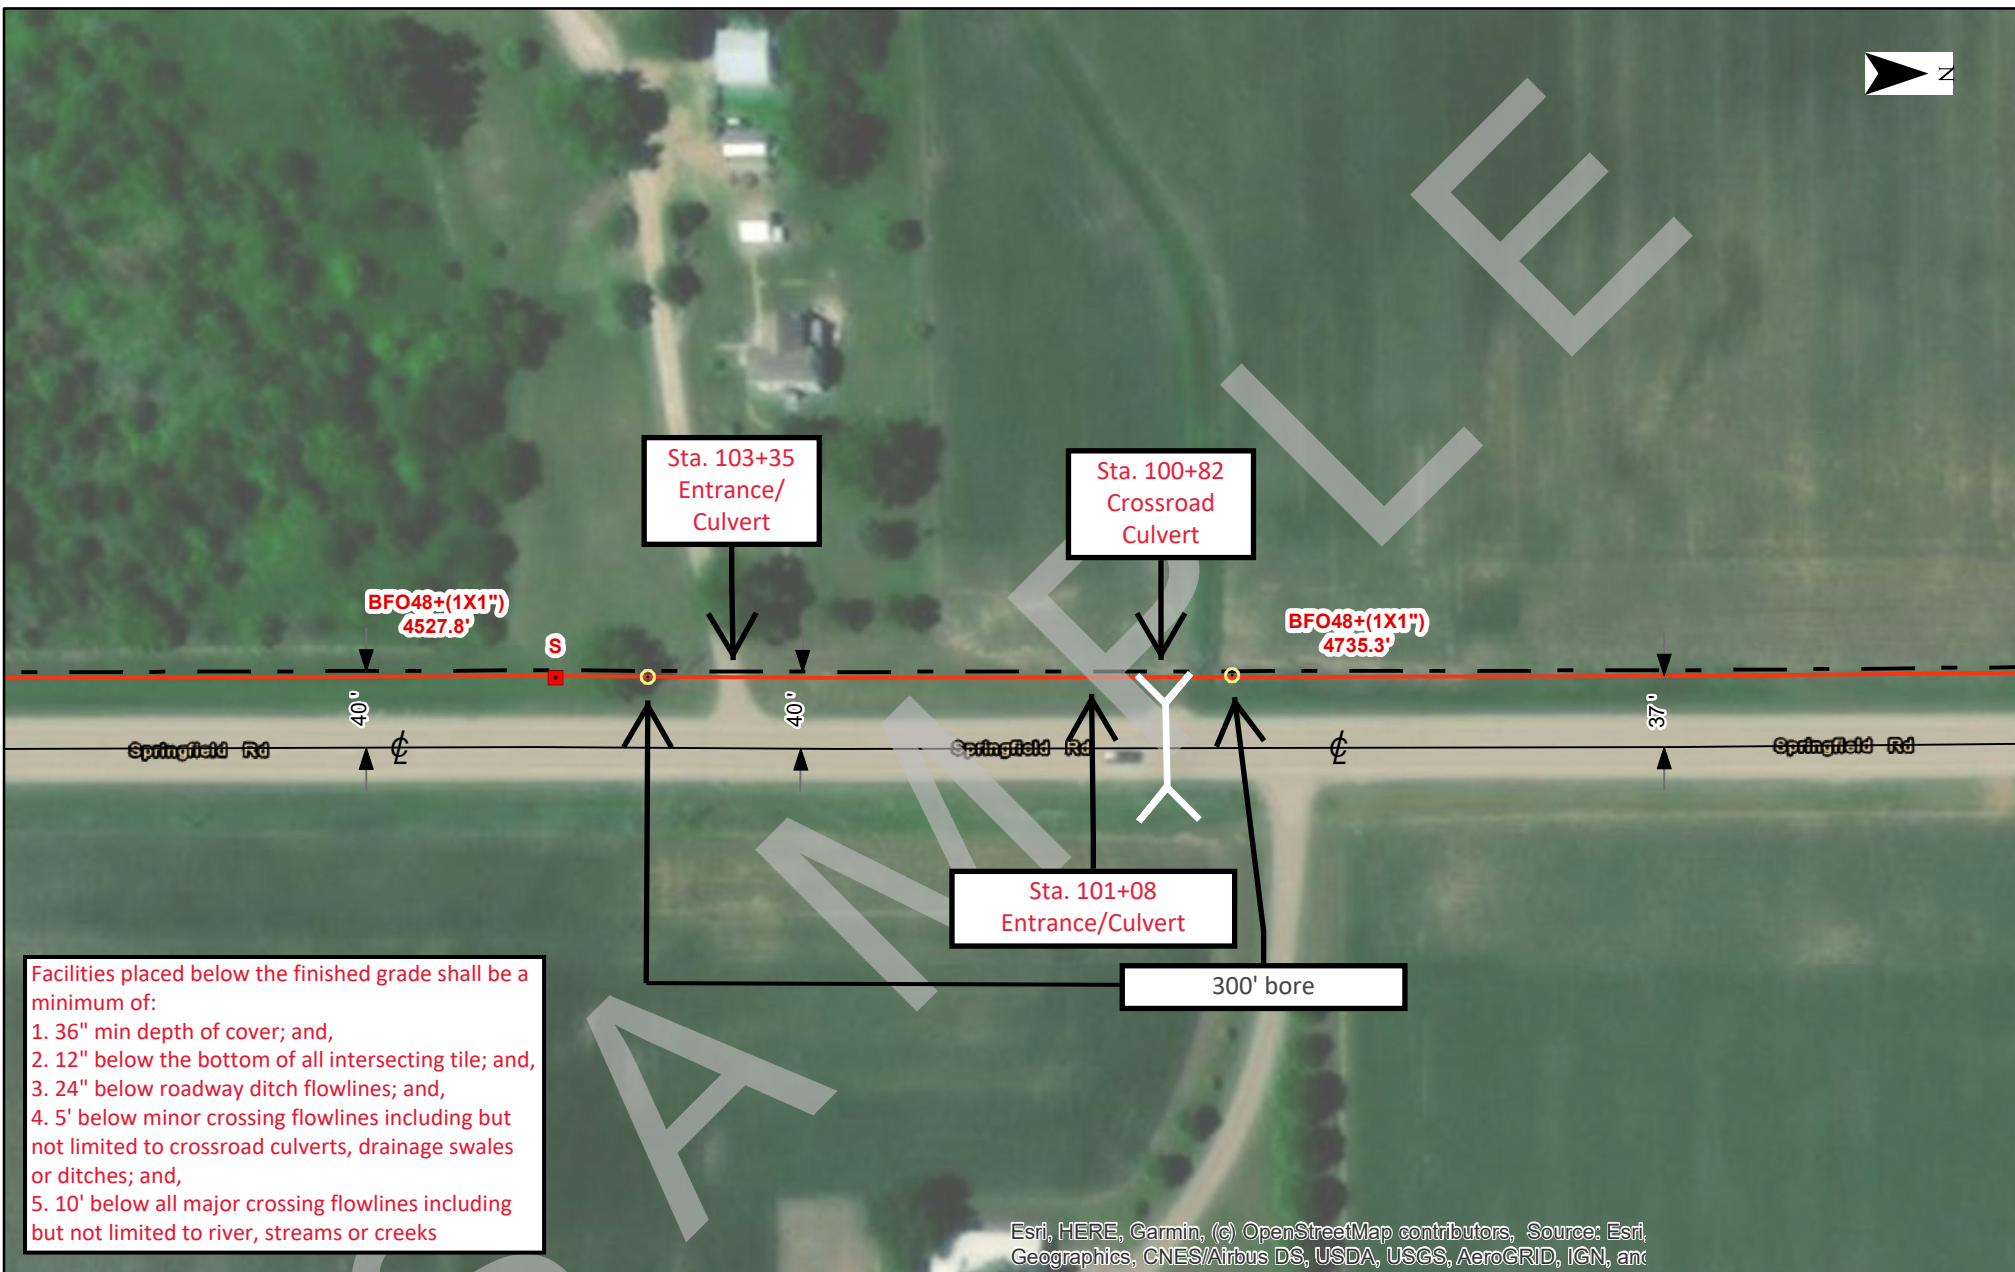 N
Sta. 103+35
Entrance/
Culvert
Sta. 100+82
Crossroad
Culvert
BFO48+(1X1")
4527.8'
S
BFO48+(1X1")
4735.3'
40'
40'
37'
Springfield Rd
℄
Springfield Rd
℄
Springfield Rd
Sta. 101+08
Entrance/Culvert
300' bore
Facilities placed below the finished grade shall be a
minimum of:
1. 36" min depth of cover; and,
2. 12" below the bottom of all intersecting tile; and,
3. 24" below roadway ditch flowlines; and,
4. 5' below minor crossing flowlines including but
not limited to crossroad culverts, drainage swales
or ditches; and,
5. 10' below all major crossing flowlines including
but not limited to river, streams or creeks
SAMPLE
Esri, HERE, Garmin, (c) OpenStreetMap contributors, Source: Esri,
Geographics, CNES/Airbus DS, USDA, USGS, AeroGRID, IGN, and